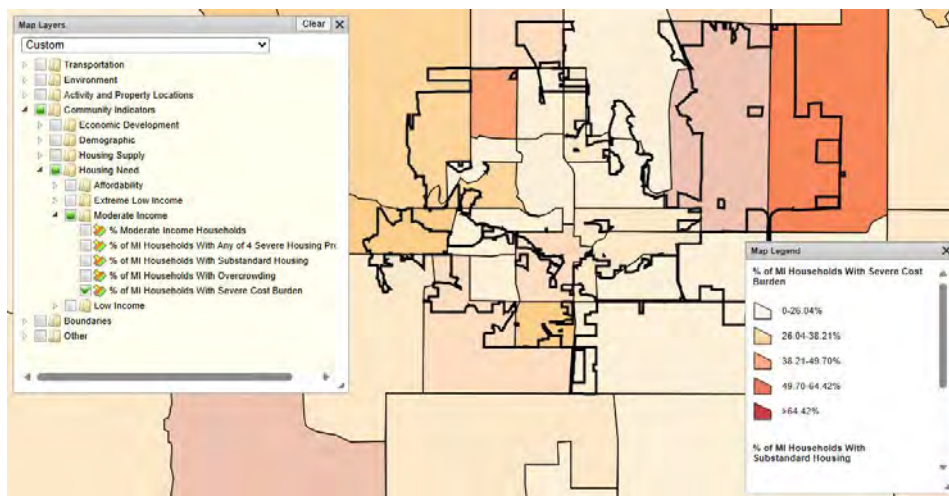 Map Layers
Clear X
Custom
Transportation
Environment
Activity and Property Locations
Community Indicators
Economic Development
Demographic
Housing Supply
Housing Need
Affordability
Extreme Low Income
Moderate Income
% Moderate Income Households
% of MI Households With Any of 4 Severe Housing Pro
% of MI Households With Substandard Housing
% of MI Households With Overcrowding
% of MI Households With Severe Cost Burden
Low Income
Boundaries
Other
Map Legend X
% of MI Households With Severe Cost
Burden
0-26.04%
26.04-38.21%
38.21-49.70%
49.70-64.42%
>64.42%
% of MI Households With
Substandard Housing